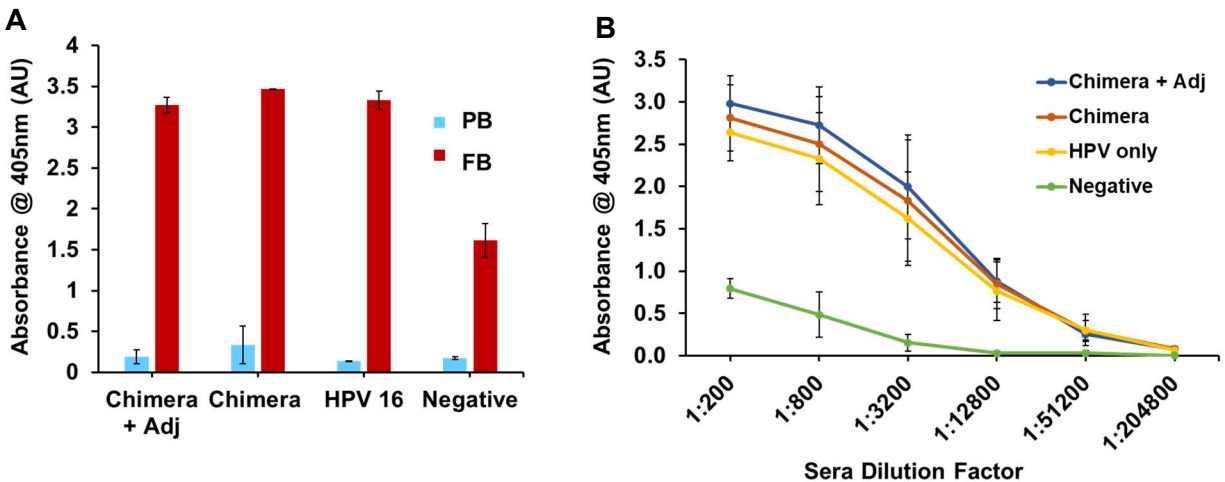 A
Absorbance @ 405nm (AU)
4
3.5
3
2.5
2
1.5
1
0.5
0
PB
FB
Chimera
+ Adj
Chimera
HPV 16
Negative
B
Absorbance @ 405nm (AU)
3.5
3.0
2.5
2.0
1.5
1.0
0.5
0.0
Chimera + Adj
Chimera
HPV only
Negative
1:200
1:800
1:3200
1:12800
1:51200
1:204800
Sera Dilution Factor